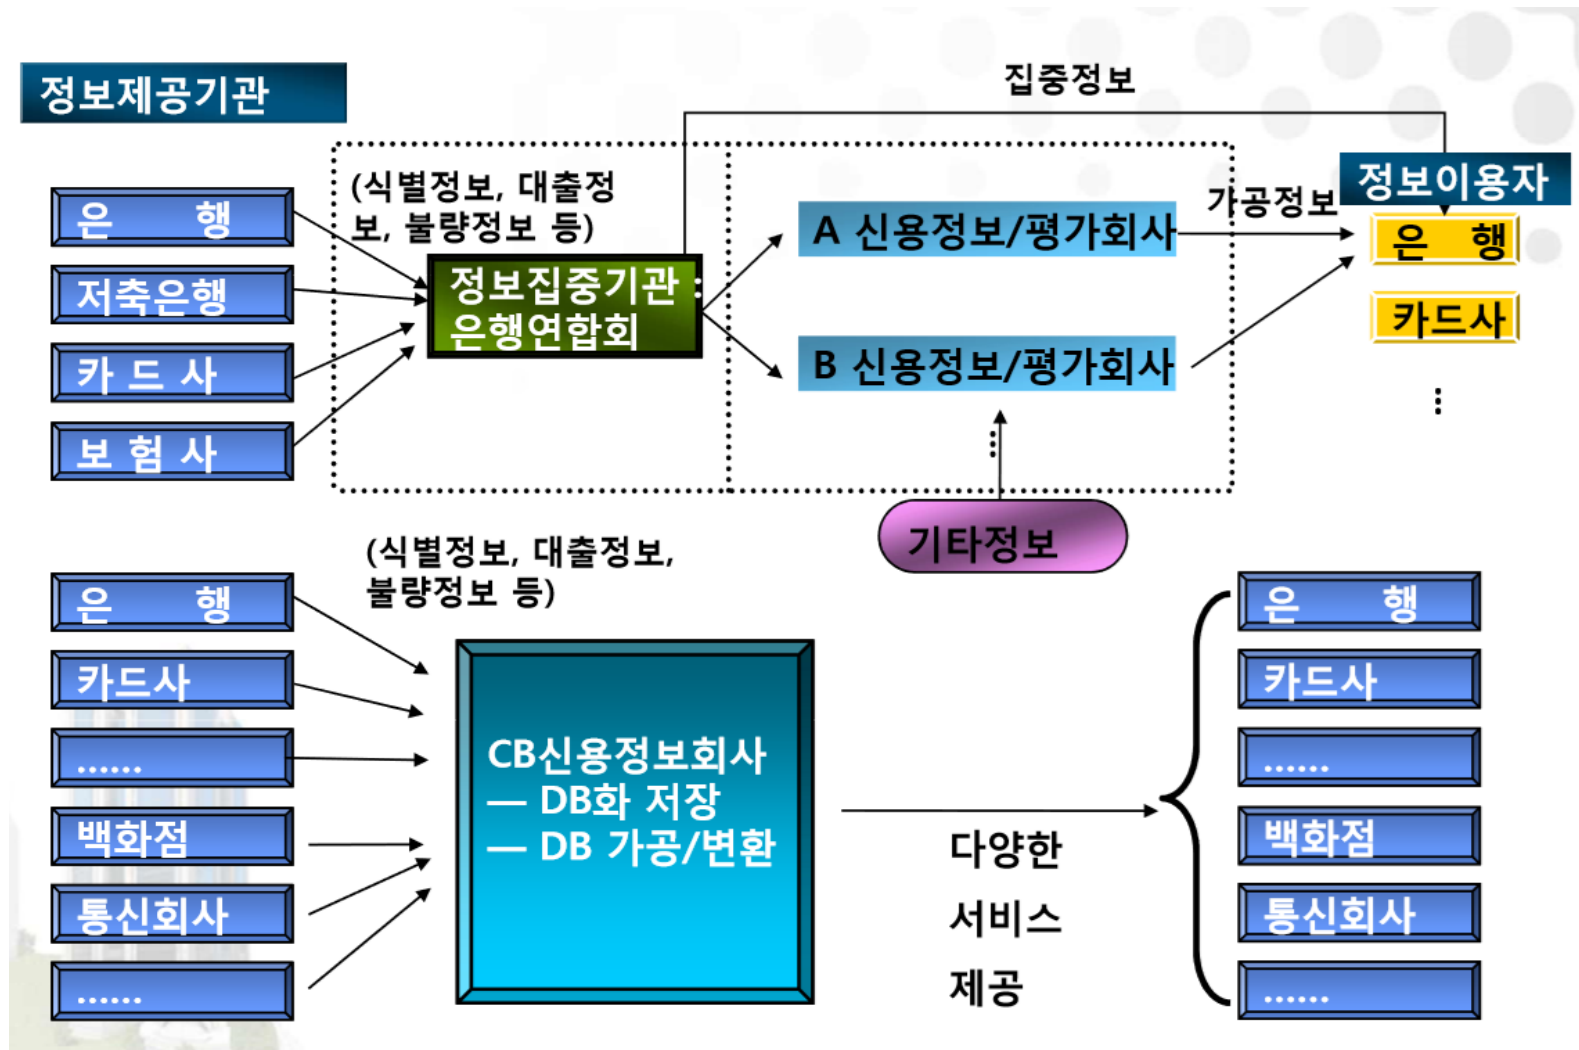 정보제공기관
집중정보
정보이용자
(식별정보, 대출정
보, 불량정보 등)
은 행
저축은행
카 드 사
보 험 사
정보집중기관 :
은행연합회
A 신용정보/평가회사
B 신용정보/평가회사
가공정보
은 행
카드사
⋮
⋮
기타정보
(식별정보, 대출정보,
불량정보 등)
은 행
카드사
......
백화점
통신회사
......
CB신용정보회사
— DB화 저장
— DB 가공/변환
다양한
서비스
제공
은 행
카드사
......
백화점
통신회사
......